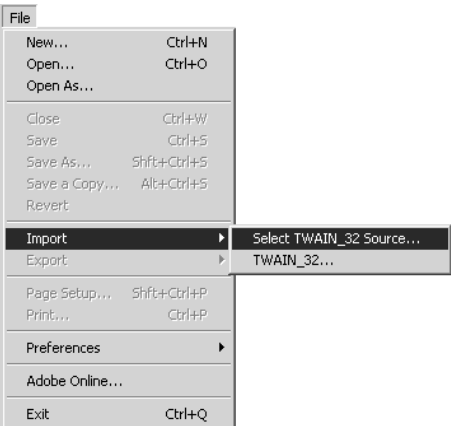 File
New... Ctrl+N
Open... Ctrl+O
Open As...
Close Ctrl+W
Save Ctrl+S
Save As... Shft+Ctrl+S
Save a Copy... Alt+Ctrl+S
Revert
Import Select TWAIN_32 Source...
Export TWAIN_32...
Page Setup... Shft+Ctrl+P
Print... Ctrl+P
Preferences
Adobe Online...
Exit Ctrl+Q